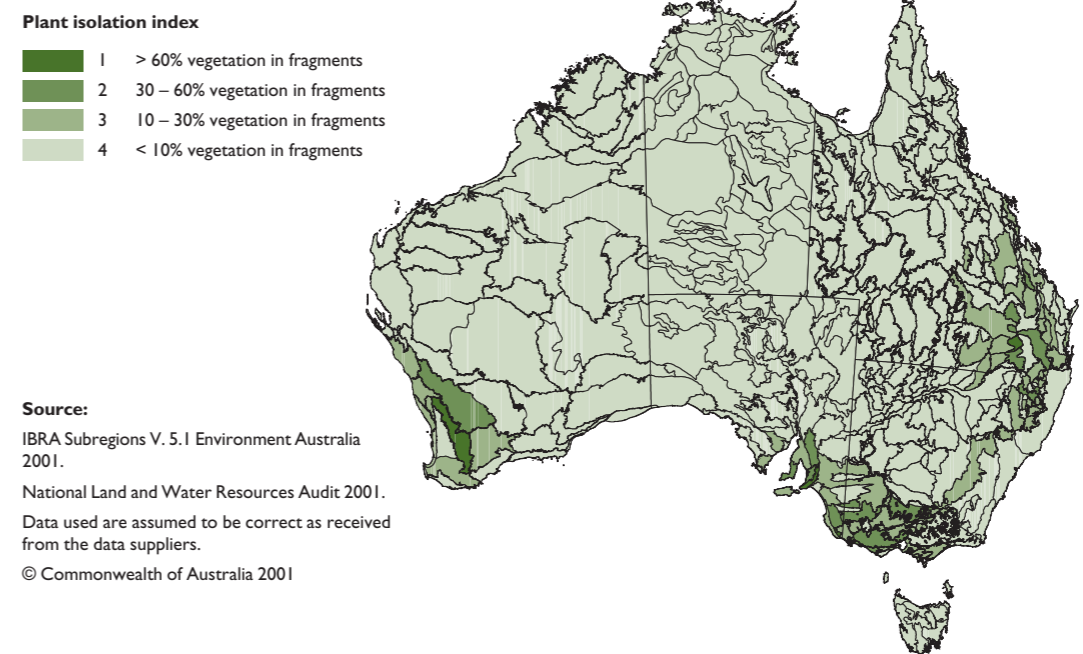 Plant isolation index
1 > 60% vegetation in fragments
2 30 – 60% vegetation in fragments
3 10 – 30% vegetation in fragments
4 < 10% vegetation in fragments
Source:
IBRA Subregions V. 5.1 Environment Australia
2001.
National Land and Water Resources Audit 2001.
Data used are assumed to be correct as received
from the data suppliers.
© Commonwealth of Australia 2001